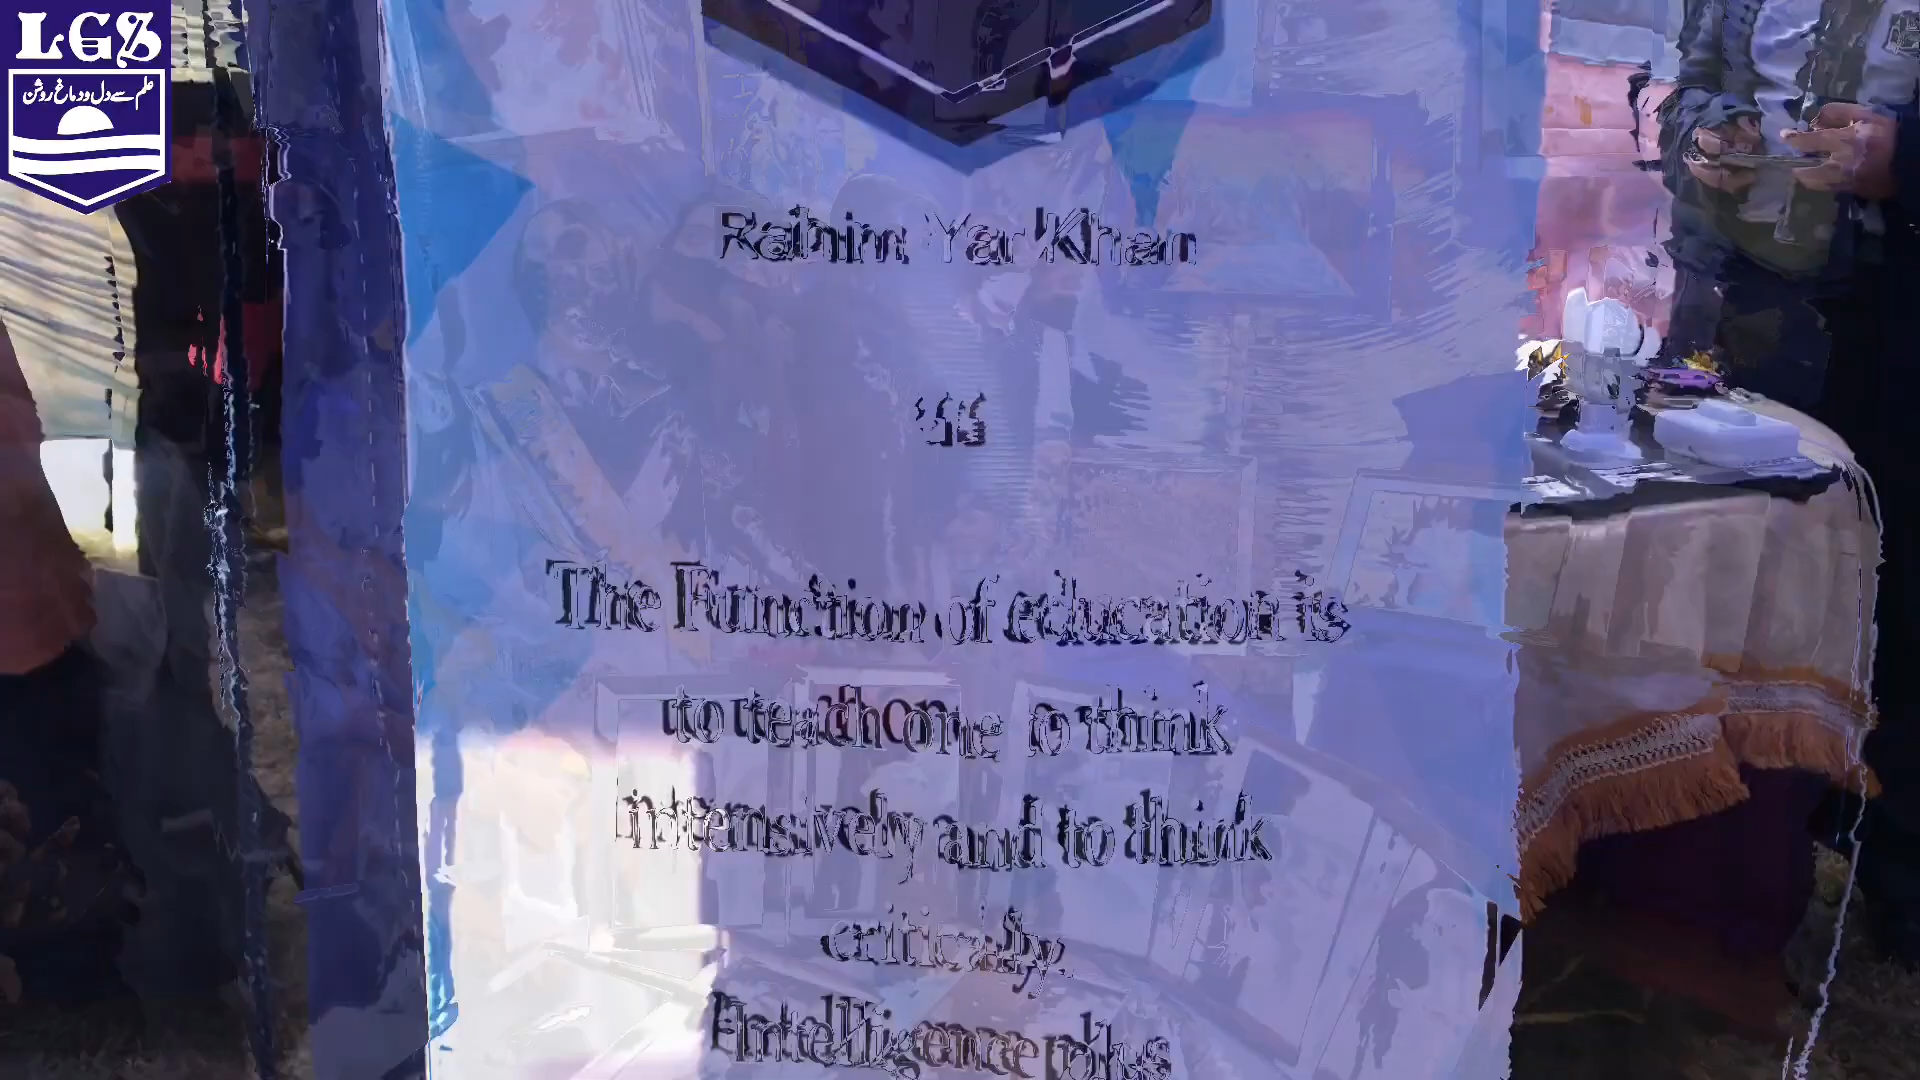 LGS
علم سے دل و دماغ روشن
Rahim Yar Khan
“
The Function of education is
to teach one to think
intensively and to think
critically.
Intelligence plus